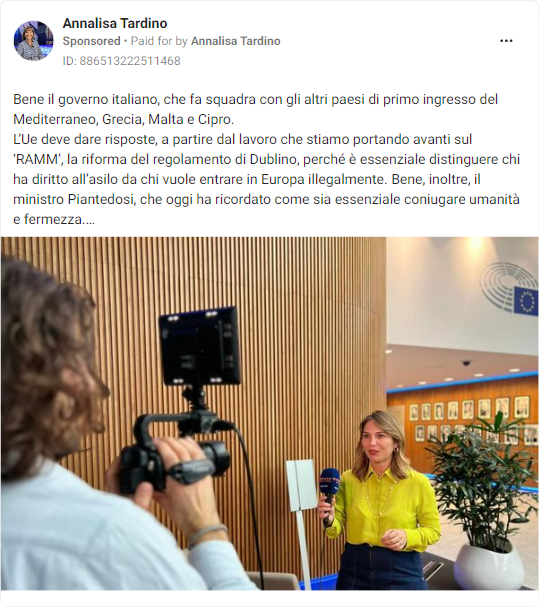 Annalisa Tardino
Sponsored • Paid for by Annalisa Tardino
ID: 886513222511468
Bene il governo italiano, che fa squadra con gli altri paesi di primo ingresso del
Mediterraneo, Grecia, Malta e Cipro.
L'Ue deve dare risposte, a partire dal lavoro che stiamo portando avanti sul
'RAMM', la riforma del regolamento di Dublino, perché è essenziale distinguere chi
ha diritto all'asilo da chi vuole entrare in Europa illegalmente. Bene, inoltre, il
ministro Piantedosi, che oggi ha ricordato come sia essenziale coniugare umanità
e fermezza....